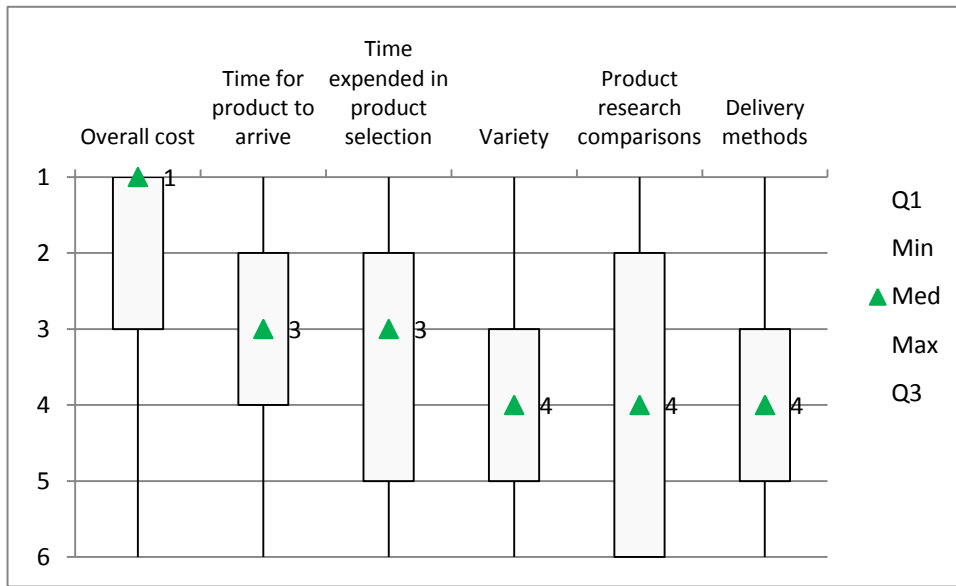 Overall cost
Time for
product to
arrive
Time
expended in
product
selection
Variety
Product
research
comparisons
Delivery
methods
1
2
3
4
5
6
1
3
3
4
4
4
Q1
Min
Med
Max
Q3